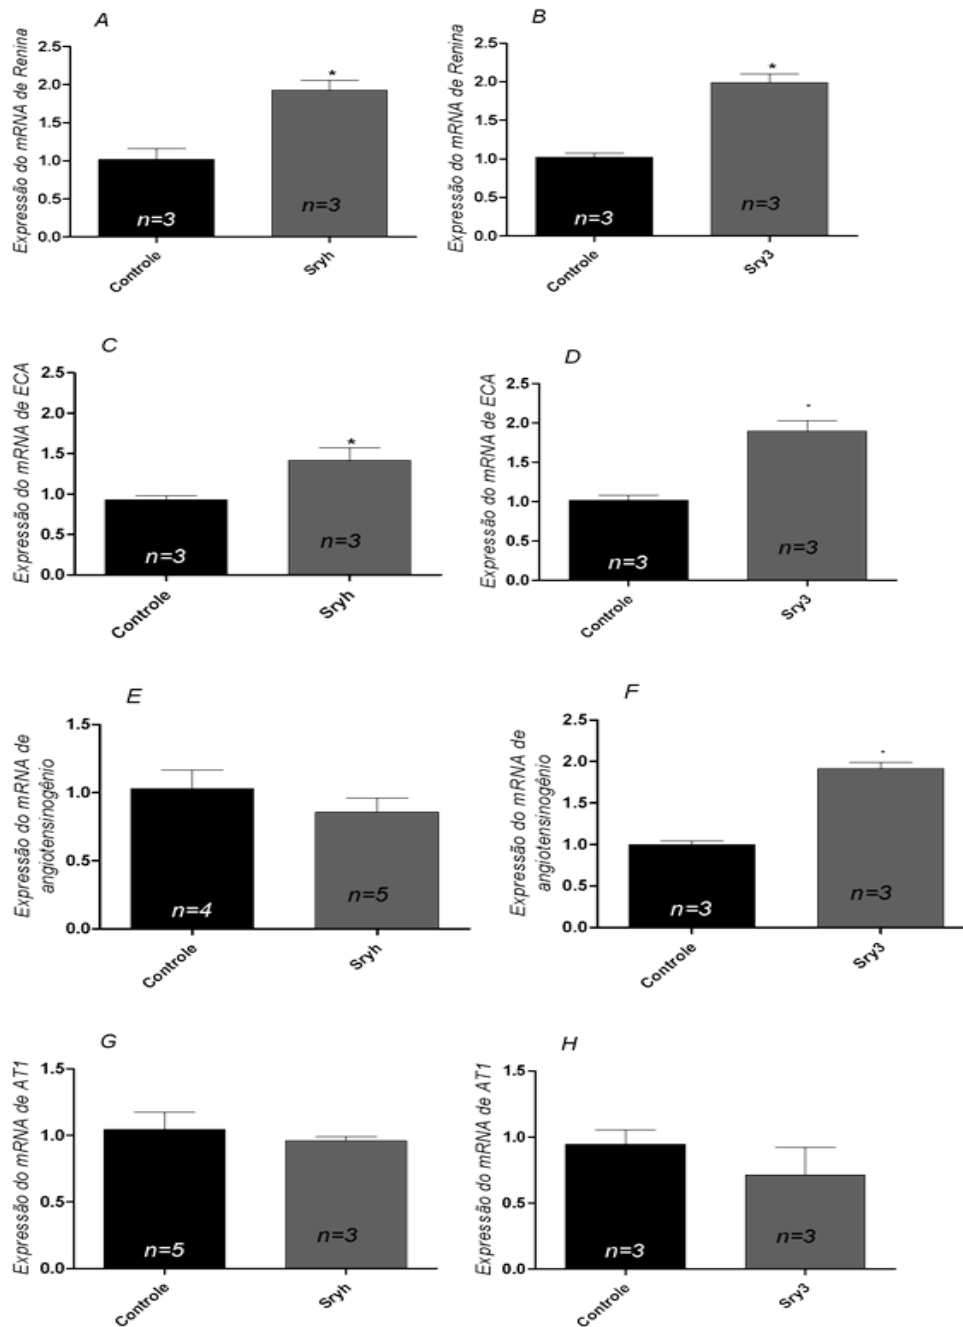 A
Expressão do mRNA de Renina
2.5
2.0
1.5
1.0
0.5
0.0
*
n=3
n=3
Controle
Sryh
B
Expressão do mRNA de Renina
2.5
2.0
1.5
1.0
0.5
0.0
*
n=3
n=3
Controle
Sry3
C
Expressão do mRNA de ECA
2.5
2.0
1.5
1.0
0.5
0.0
*
n=3
n=3
Controle
Sryh
D
Expressão do mRNA de ECA
2.5
2.0
1.5
1.0
0.5
0.0
n=3
n=3
Controle
Sry3
E
Expressão do mRNA de
angiotensinogênio
1.5
1.0
0.5
0.0
n=4
n=5
Controle
Sryh
F
Expressão do mRNA de
angiotensinogênio
2.5
2.0
1.5
1.0
0.5
0.0
n=3
n=3
Controle
Sry3
G
Expressão do mRNA de AT1
1.5
1.0
0.5
0.0
n=5
n=3
Controle
Sryh
H
Expressão do mRNA de AT1
1.5
1.0
0.5
0.0
n=3
n=3
Controle
Sry3